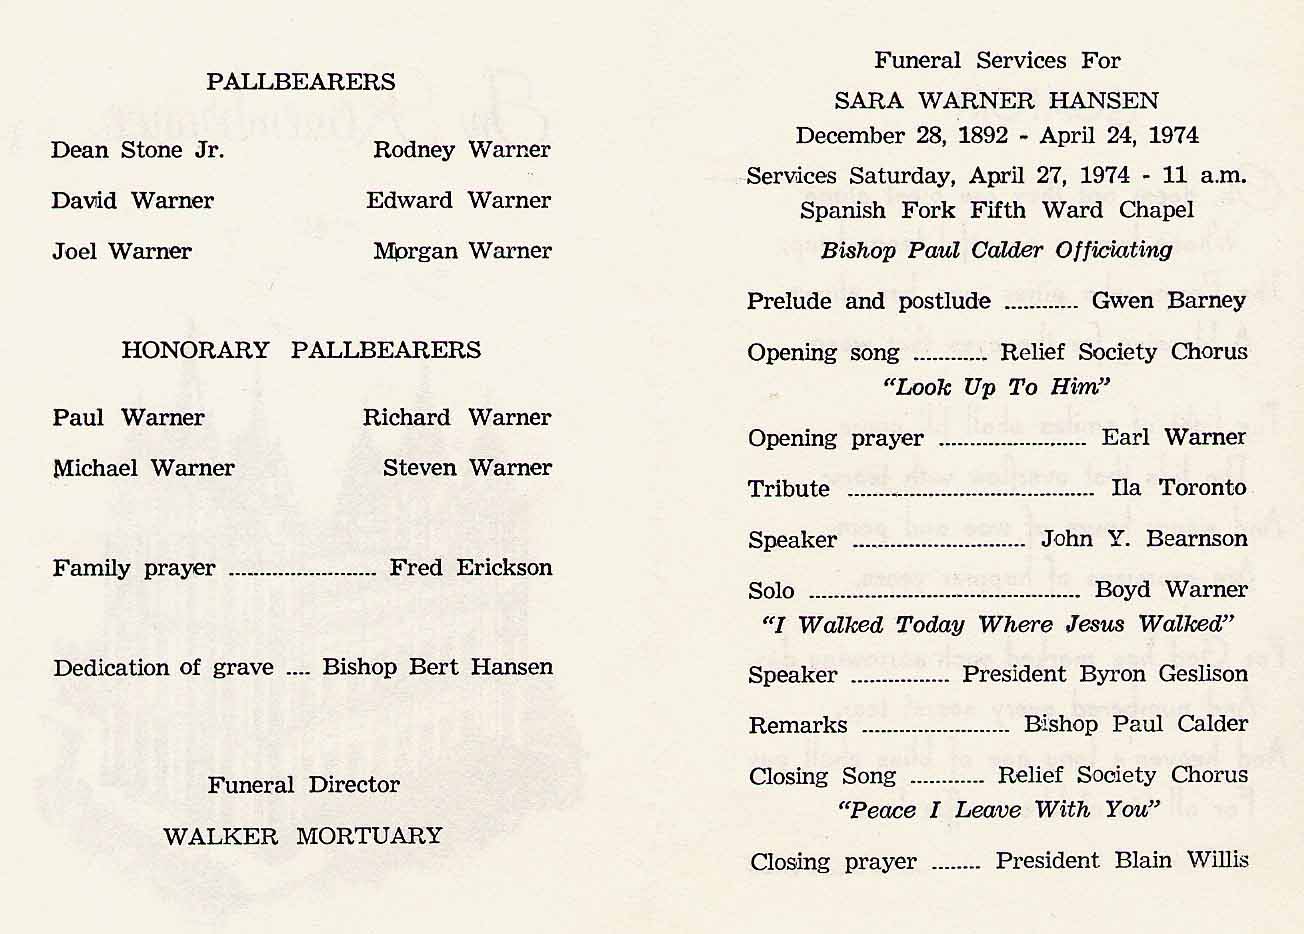 PALLBEARERS
Dean Stone Jr. Rodney Warner
David Warner Edward Warner
Joel Warner Morgan Warner
HONORARY PALLBEARERS
Paul Warner Richard Warner
Michael Warner Steven Warner
Family prayer ........................ Fred Erickson
Dedication of grave .... Bishop Bert Hansen
Funeral Director
WALKER MORTUARY
Funeral Services For
SARA WARNER HANSEN
December 28, 1892 - April 24, 1974
Services Saturday, April 27, 1974 - 11 a.m.
Spanish Fork Fifth Ward Chapel
Bishop Paul Calder Officiating
Prelude and postlude ............ Gwen Barney
Opening song ............ Relief Society Chorus
“Look Up To Him”
Opening prayer ........................ Earl Warner
Tribute ........................................ Ila Toronto
Speaker ............................ John Y. Bearnson
Solo ............................................ Boyd Warner
“I Walked Today Where Jesus Walked”
Speaker ................ President Byron Geslison
Remarks ........................ Bishop Paul Calder
Closing Song ............ Relief Society Chorus
“Peace I Leave With You”
Closing prayer ........ President Blain Willis